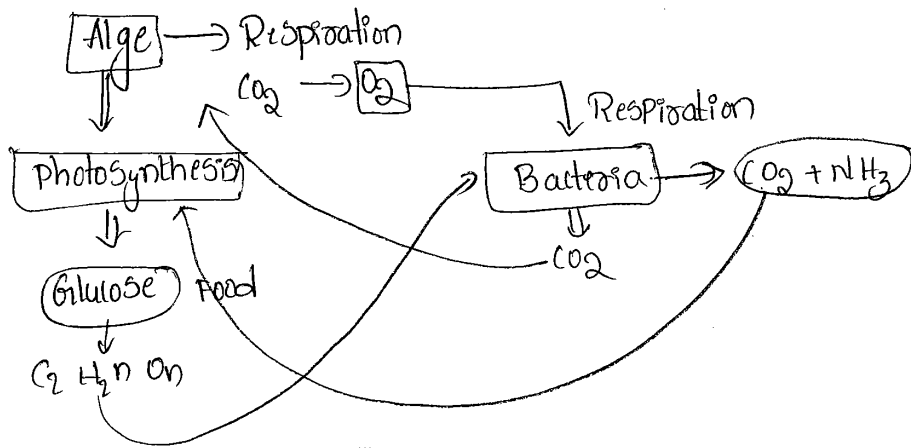 Alge → Respiration
CO₂ → O₂
Respiration
Photosynthesis
Bacteria → CO₂ + NH₃
CO₂
Glucose Food
C₂ H₂n On